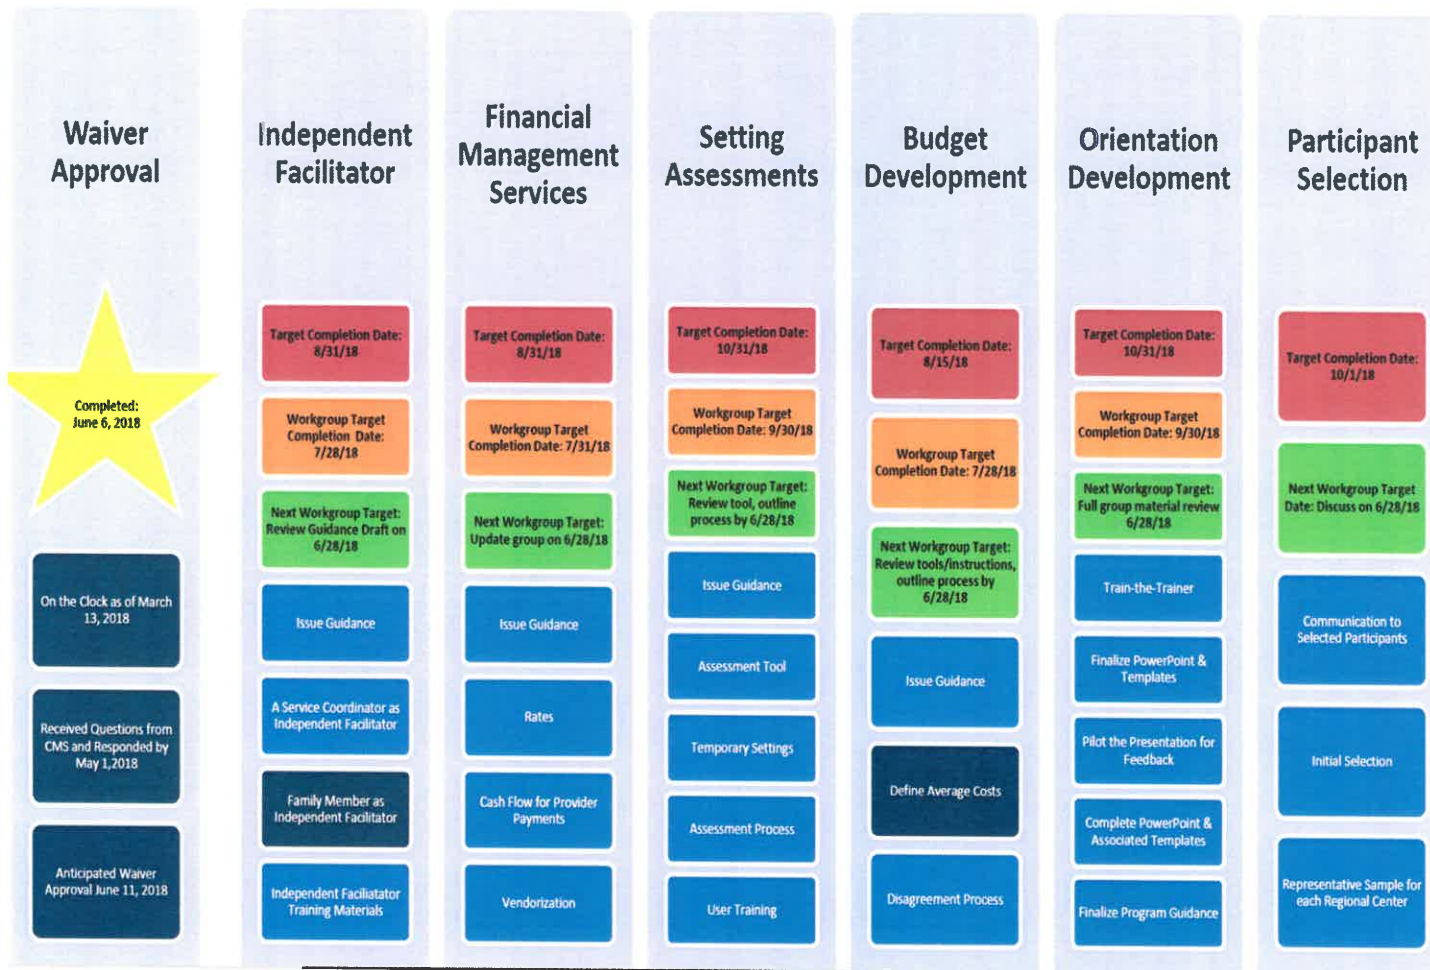 Waiver
Approval
Completed:
June 6, 2018
On the Clock as of March
13, 2018
Received Questions from
CMS and Responded by
May 1,2018
Anticipated Waiver
Approval June 11, 2018
Independent
Facilitator
Target Completion Date:
8/31/18
Workgroup Target
Completion Date:
7/28/18
Next Workgroup Target:
Review Guidance Draft on
6/28/18
Issue Guidance
A Service Coordinator as
Independent Facilitator
Family Member as
Independent Facilitator
Independent Faciliatator
Training Materials
Financial
Management
Services
Target Completion Date:
8/31/18
Workgroup Target
Completion Date: 7/31/18
Next Workgroup Target:
Update group on 6/28/18
Issue Guidance
Rates
Cash Flow for Provider
Payments
Vendorization
Setting
Assessments
Target Completion Date:
10/31/18
Workgroup Target
Completion Date: 9/30/18
Next Workgroup Target:
Review tool, outline
process by 6/28/18
Issue Guidance
Assessment Tool
Temporary Settings
Assessment Process
User Training
Budget
Development
Target Completion Date:
8/15/18
Workgroup Target
Completion Date: 7/28/18
Next Workgroup Target:
Review tools/instructions,
outline process by
6/28/18
Issue Guidance
Define Average Costs
Disagreement Process
Orientation
Development
Target Completion Date:
10/31/18
Workgroup Target
Completion Date: 9/30/18
Next Workgroup Target:
Full group material review
6/28/18
Train-the-Trainer
Finalize PowerPoint &
Templates
Pilot the Presentation for
Feedback
Complete PowerPoint &
Associated Templates
Finalize Program Guidance
Participant
Selection
Target Completion Date:
10/1/18
Next Workgroup Target
Date: Discuss on 6/28/18
Communication to
Selected Participants
Initial Selection
Representative Sample for
each Regional Center